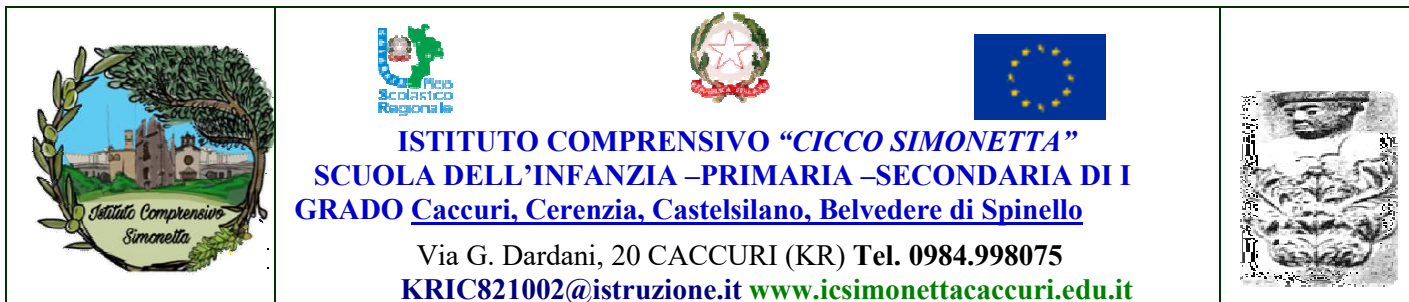 Istituto Comprensivo
Simonetta
Ufficio
Scolastico
Regionale
REPVBBLICA ITALIANA
ISTITUTO COMPRENSIVO “CICCO SIMONETTA”
SCUOLA DELL’INFANZIA –PRIMARIA –SECONDARIA DI I
GRADO Caccuri, Cerenzia, Castelsilano, Belvedere di Spinello
Via G. Dardani, 20 CACCURI (KR) Tel. 0984.998075
KRIC821002@istruzione.it www.icsimonettacaccuri.edu.it